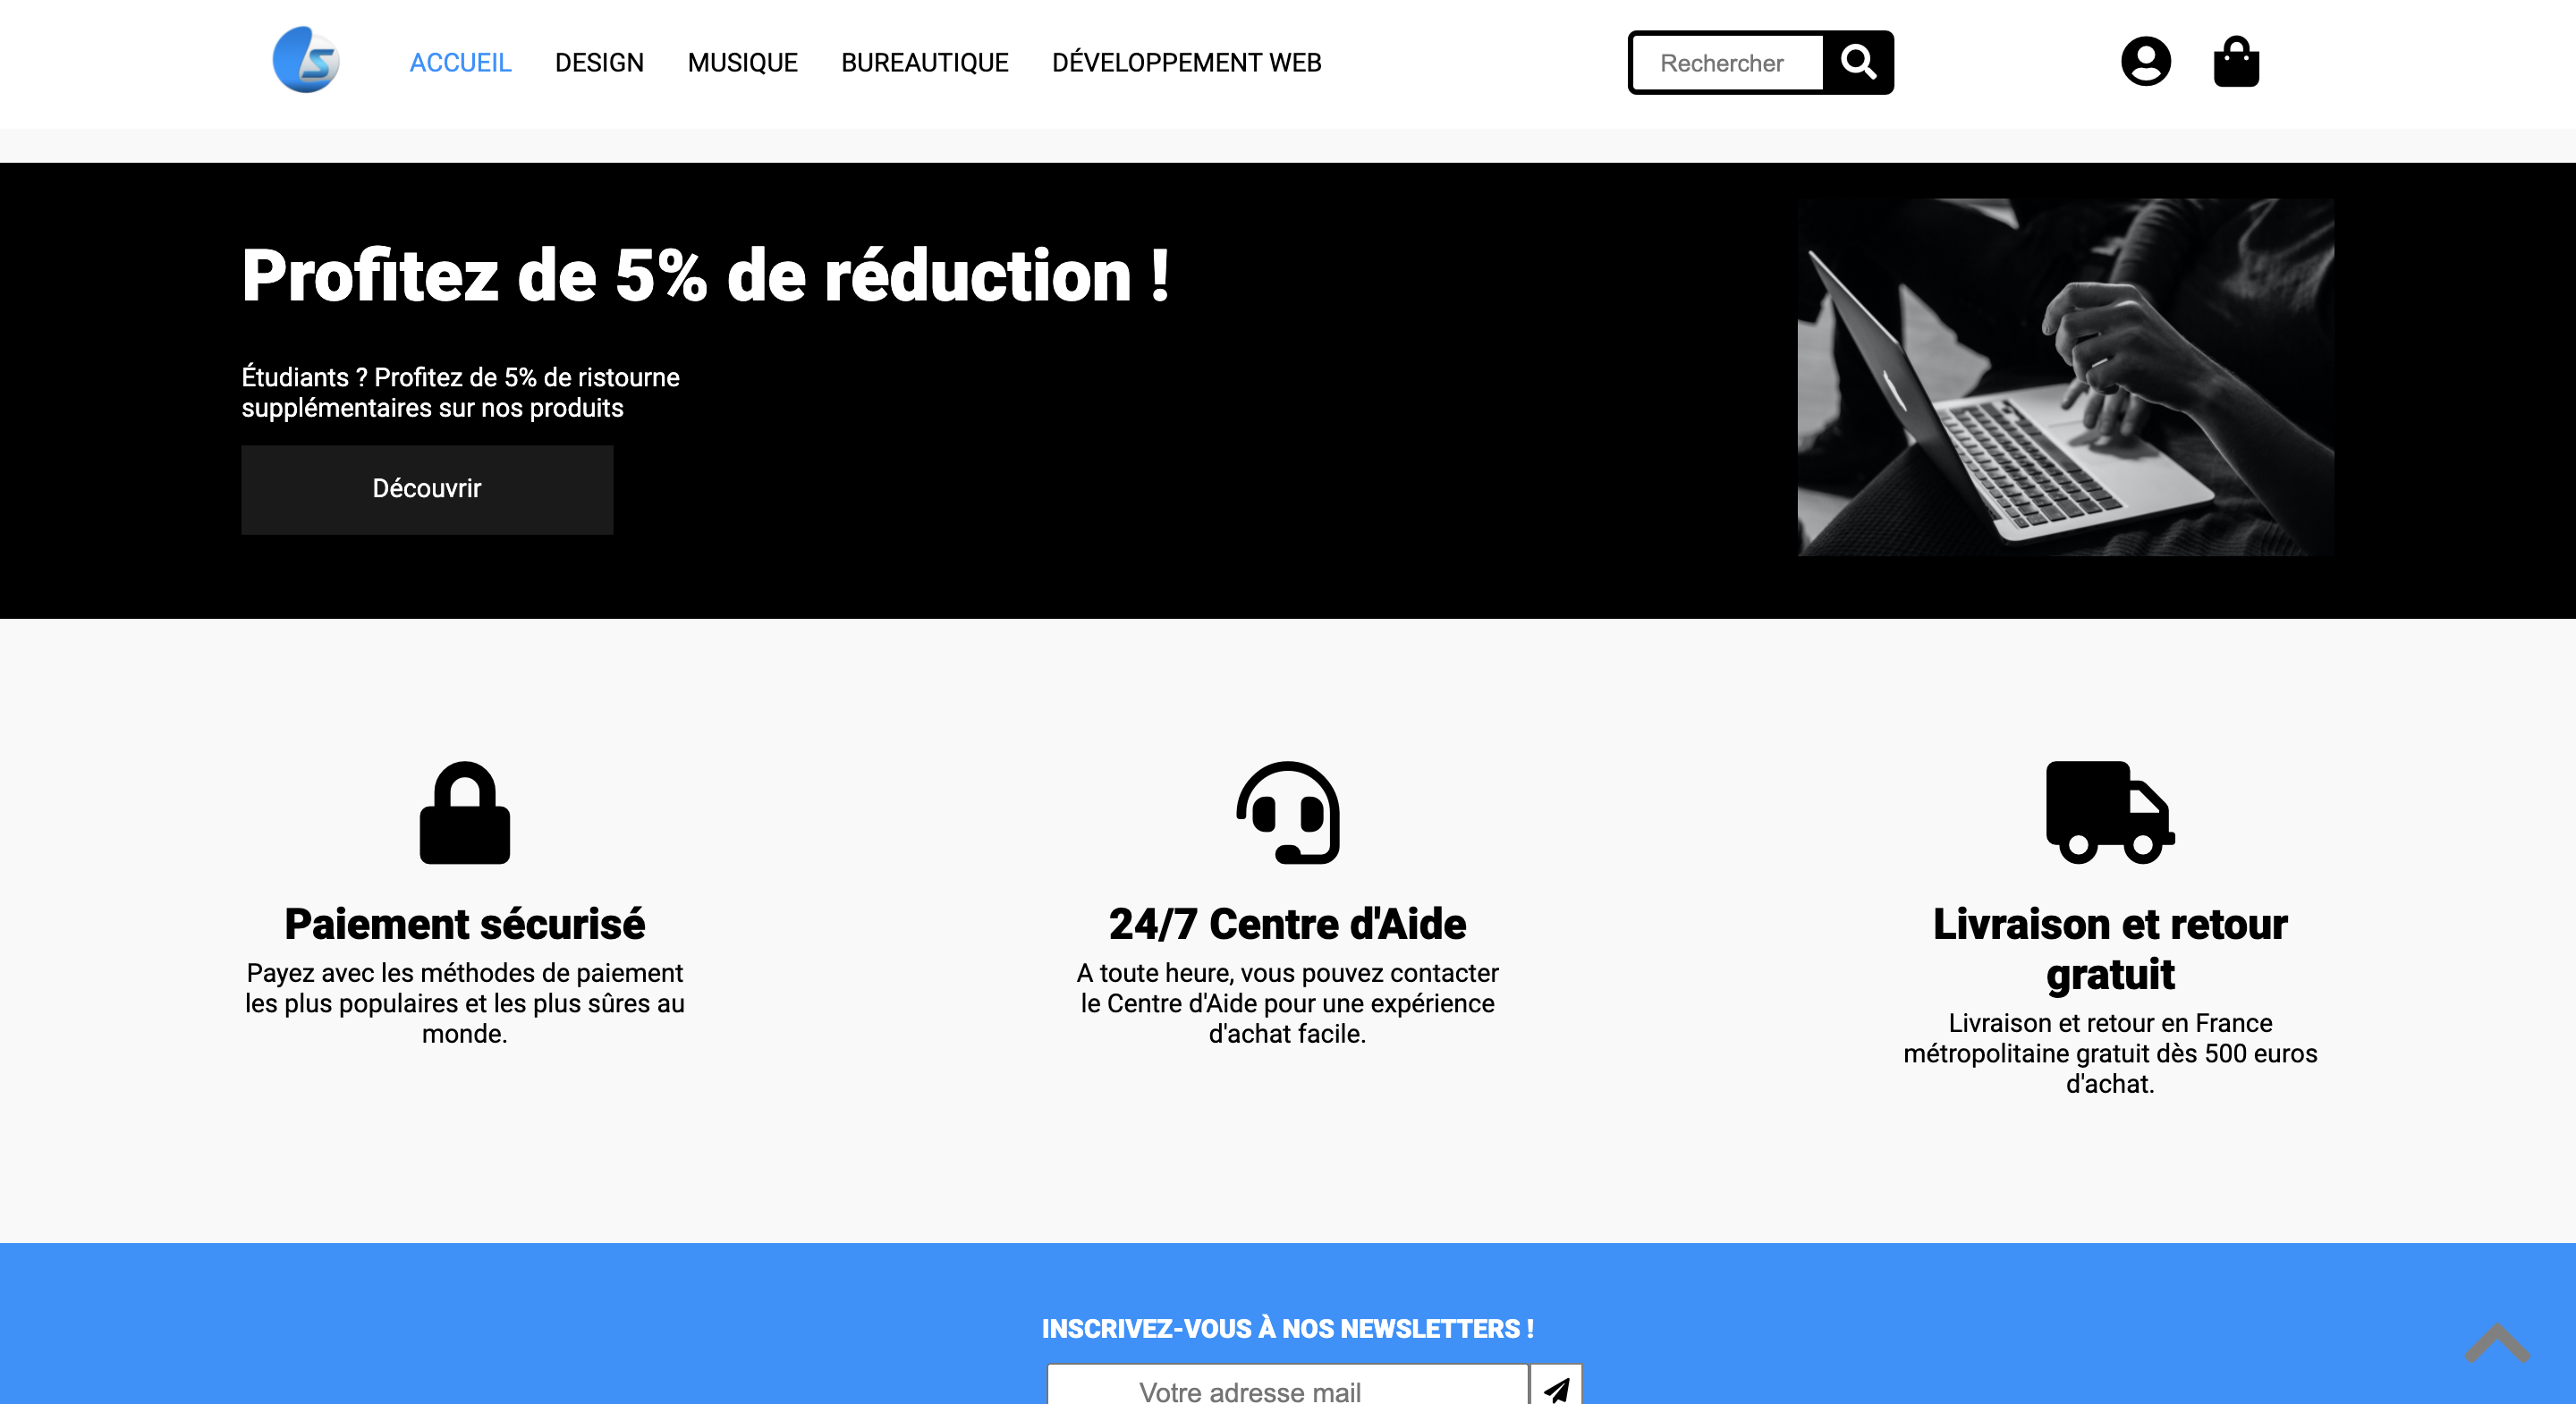 S
ACCUEIL DESIGN MUSIQUE BUREAUTIQUE DÉVELOPPEMENT WEB Rechercher
Profitez de 5% de réduction !
Étudiants ? Profitez de 5% de ristourne
supplémentaires sur nos produits
Découvrir
Paiement sécurisé
Payez avec les méthodes de paiement
les plus populaires et les plus sûres au
monde.
24/7 Centre d'Aide
A toute heure, vous pouvez contacter
le Centre d'Aide pour une expérience
d'achat facile.
Livraison et retour
gratuit
Livraison et retour en France
métropolitaine gratuit dès 500 euros
d'achat.
INSCRIVEZ-VOUS À NOS NEWSLETTERS !
Votre adresse mail